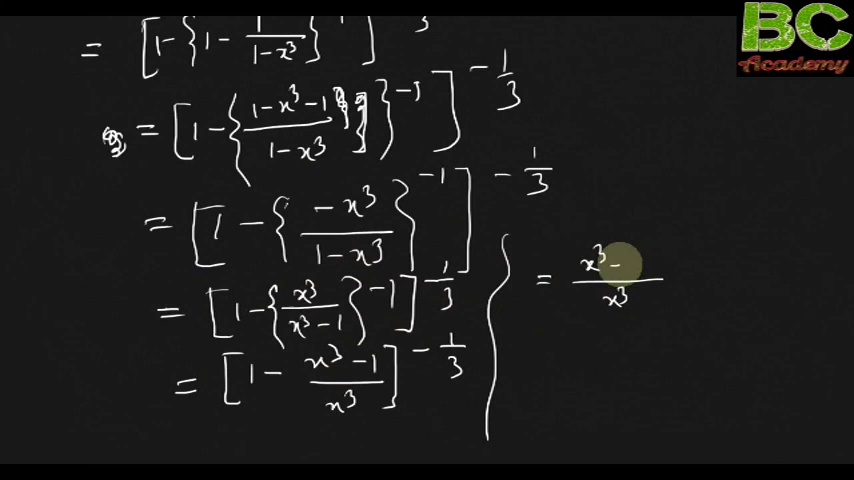 BC
Academy
= [1-{1-1/(1-x³)}⁻¹]^(-1/3)
= [1-{(1-x³-1)/(1-x³)}⁻¹]^(-1/3)
= [1-{-x³/(1-x³)}⁻¹]^(-1/3)
= [1-{x³/(x³-1)}⁻¹]^(-1/3)
= [1-(x³-1)/x³]^(-1/3)
= (x³-)/x³